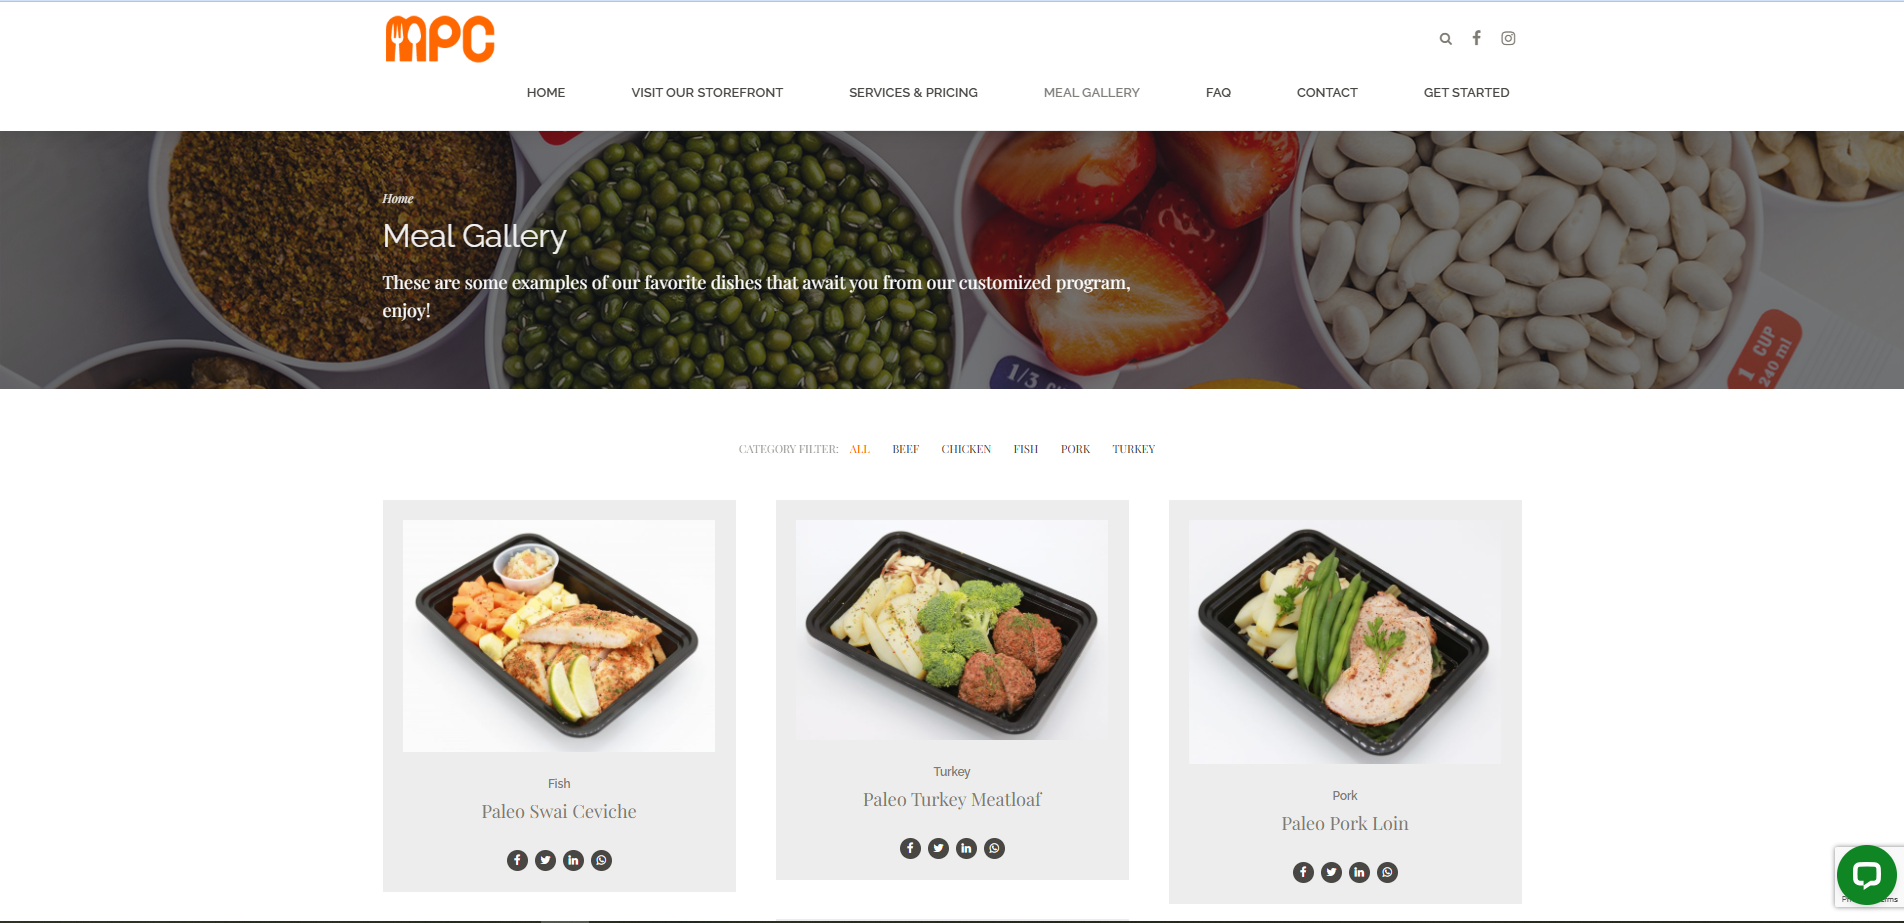 MPC
HOME VISIT OUR STOREFRONT SERVICES & PRICING MEAL GALLERY FAQ CONTACT GET STARTED
Home
Meal Gallery
These are some examples of our favorite dishes that await you from our customized program,
enjoy!
1/3
1 CUP
240 ml
CATEGORY FILTER: ALL BEEF CHICKEN FISH PORK TURKEY
Fish
Paleo Swai Ceviche
Turkey
Paleo Turkey Meatloaf
Pork
Paleo Pork Loin